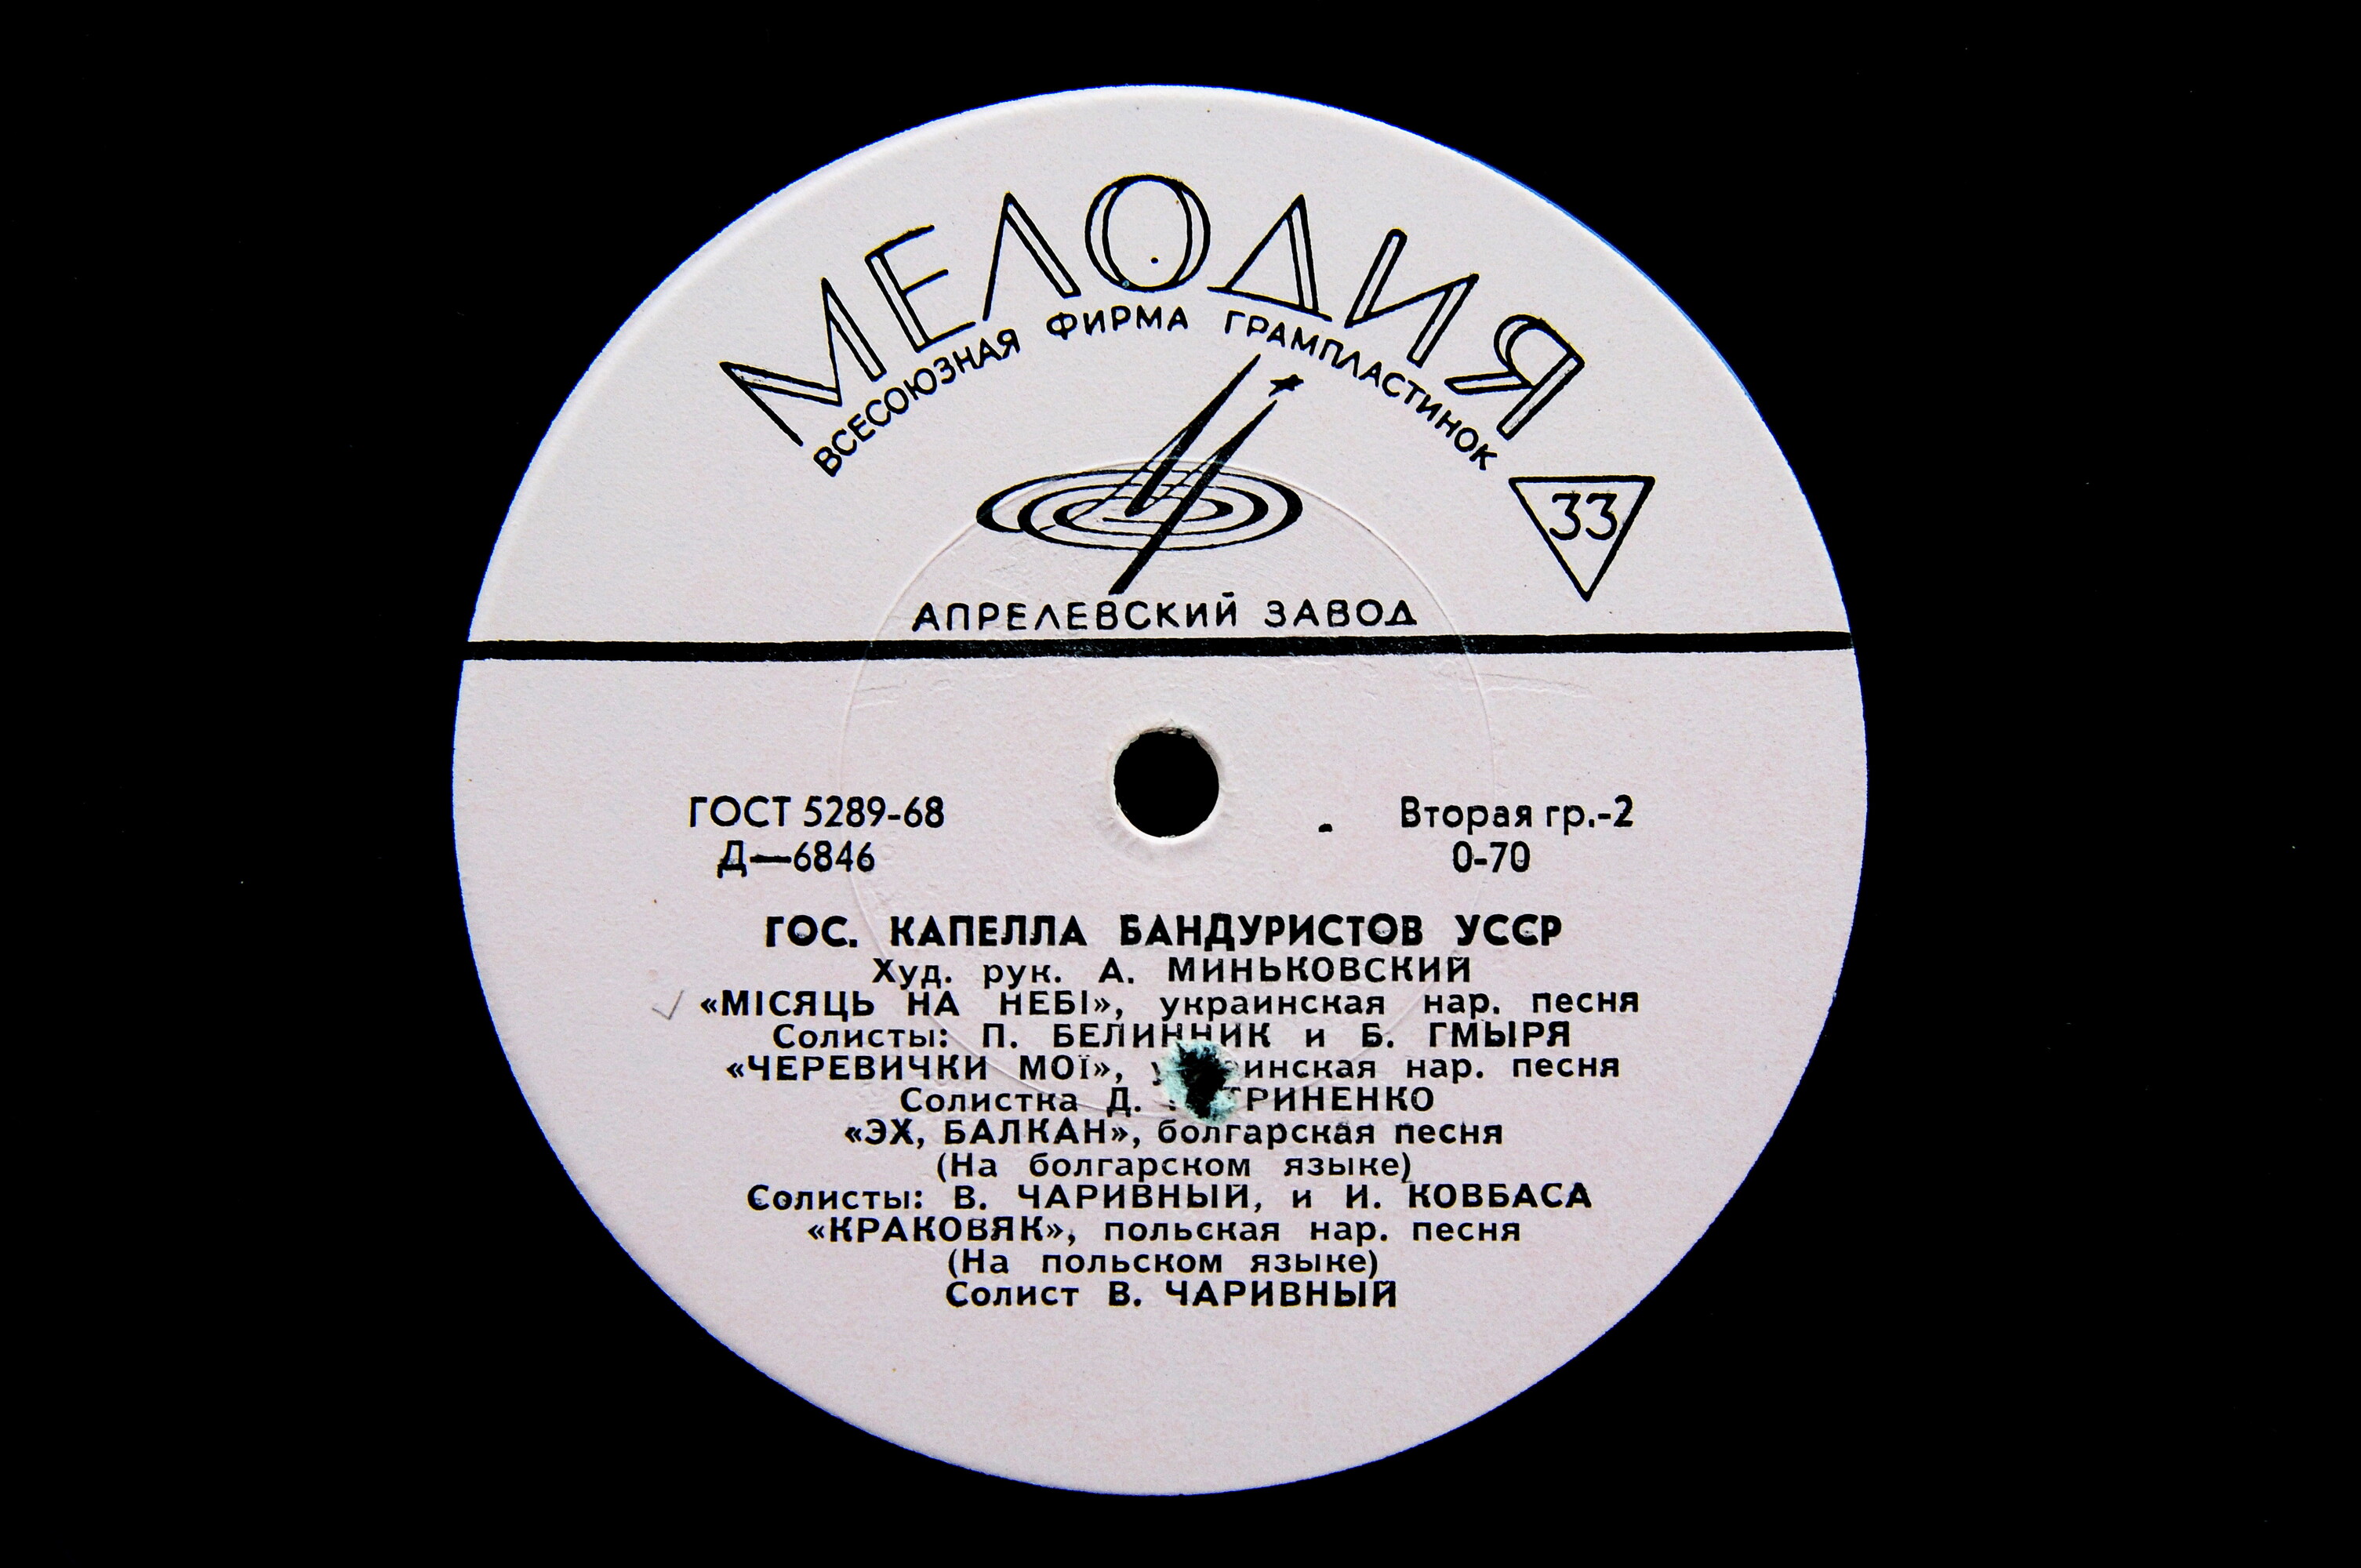 МЕЛОДИЯ
ВСЕСОЮЗНАЯ ФИРМА ГРАМПЛАСТИНОК
33
АПРЕЛЕВСКИЙ ЗАВОД
ГОСТ 5289-68
Д—6846
Вторая гр.-2
0-70
ГОС. КАПЕЛЛА БАНДУРИСТОВ УССР
Худ. рук. А. МИНЬКОВСКИЙ
«МІСЯЦЬ НА НЕБІ», украинская нар. песня
Солисты: П. БЕЛИННИК и Б. ГМЫРЯ
«ЧЕРЕВИЧКИ МОЇ», украинская нар. песня
Солистка Д.
«ЭХ, БАЛКАН», болгарская песня
(На болгарском языке)
Солисты: В. ЧАРИВНЫЙ, и И. КОВБАСА
«КРАКОВЯК», польская нар. песня
(На польском языке)
Солист В. ЧАРИВНЫЙ